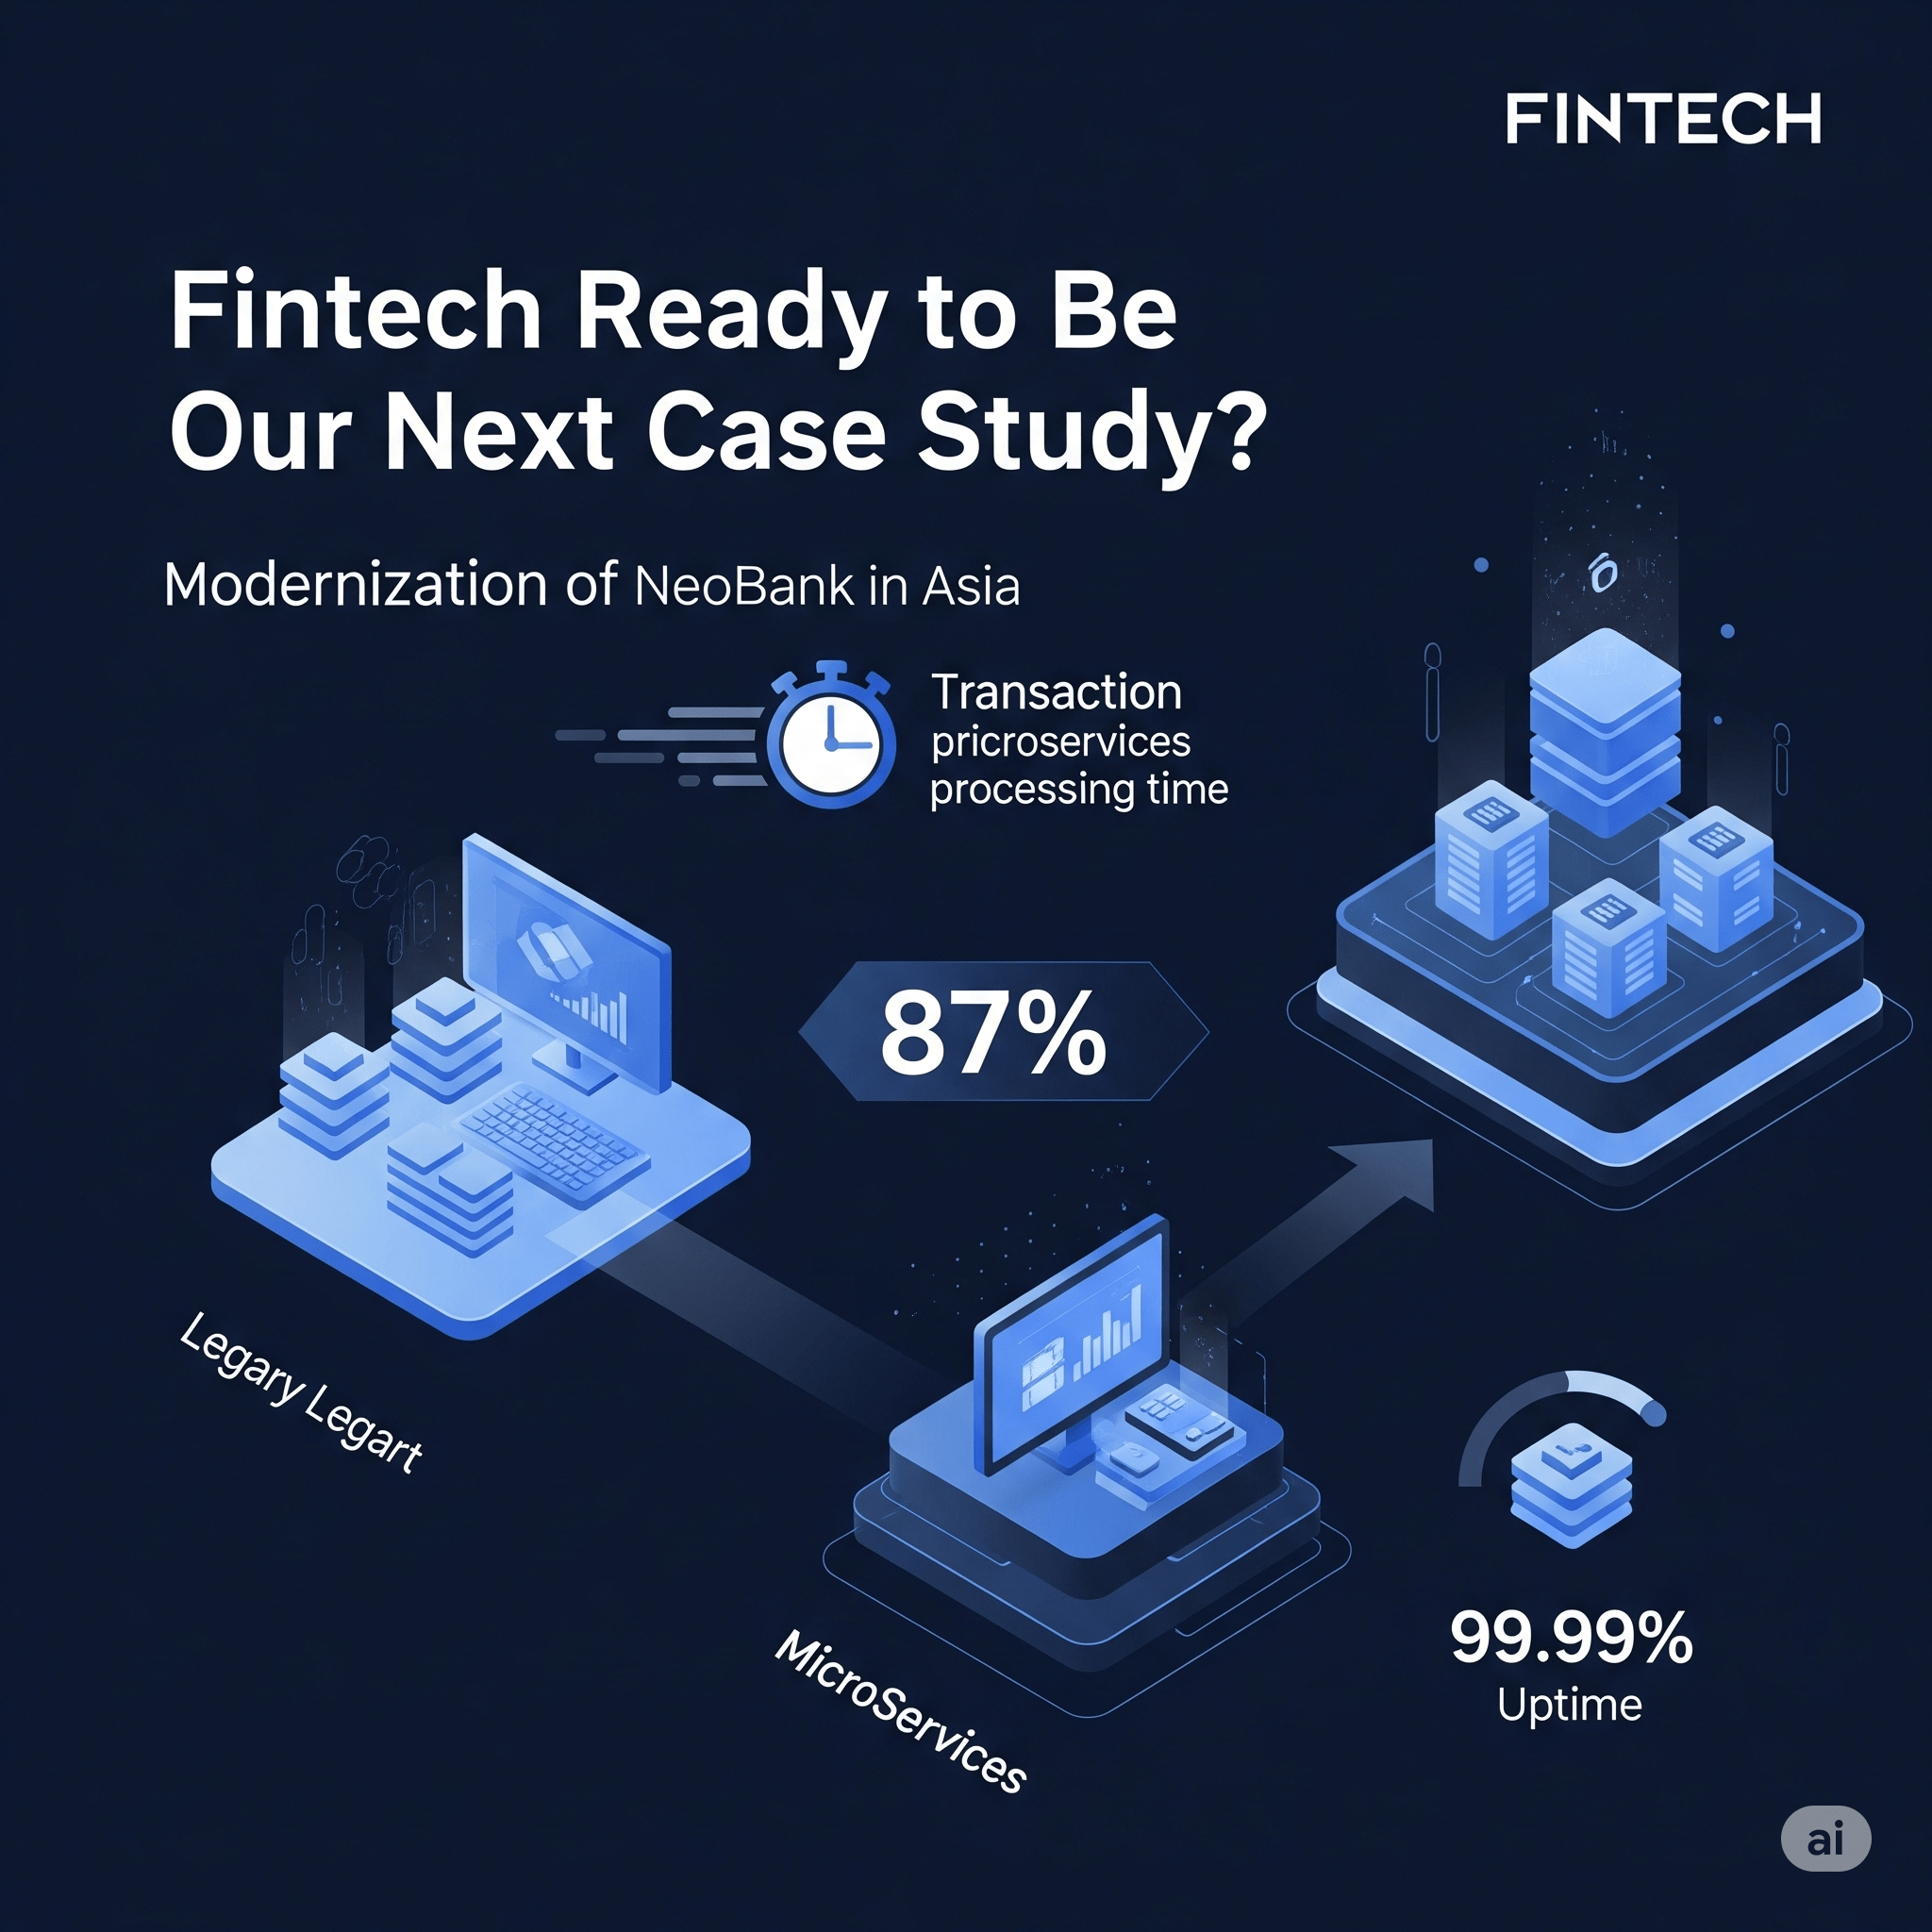 FINTECH
Fintech Ready to Be
Our Next Case Study?
Modernization of NeoBank in Asia
Transaction
pricroservices
processing time
87%
Legary Legart
MicroServices
99.99%
Uptime
ai